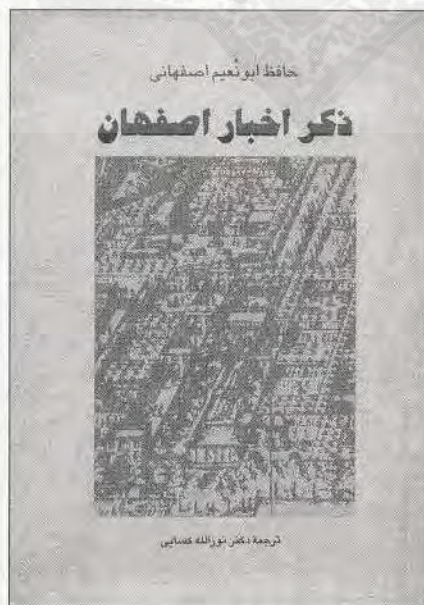 حافظ ابونُعیم اصفهانی
ذکر اخبار اصفهان
ترجمهٔ دکتر نورالله کسایی